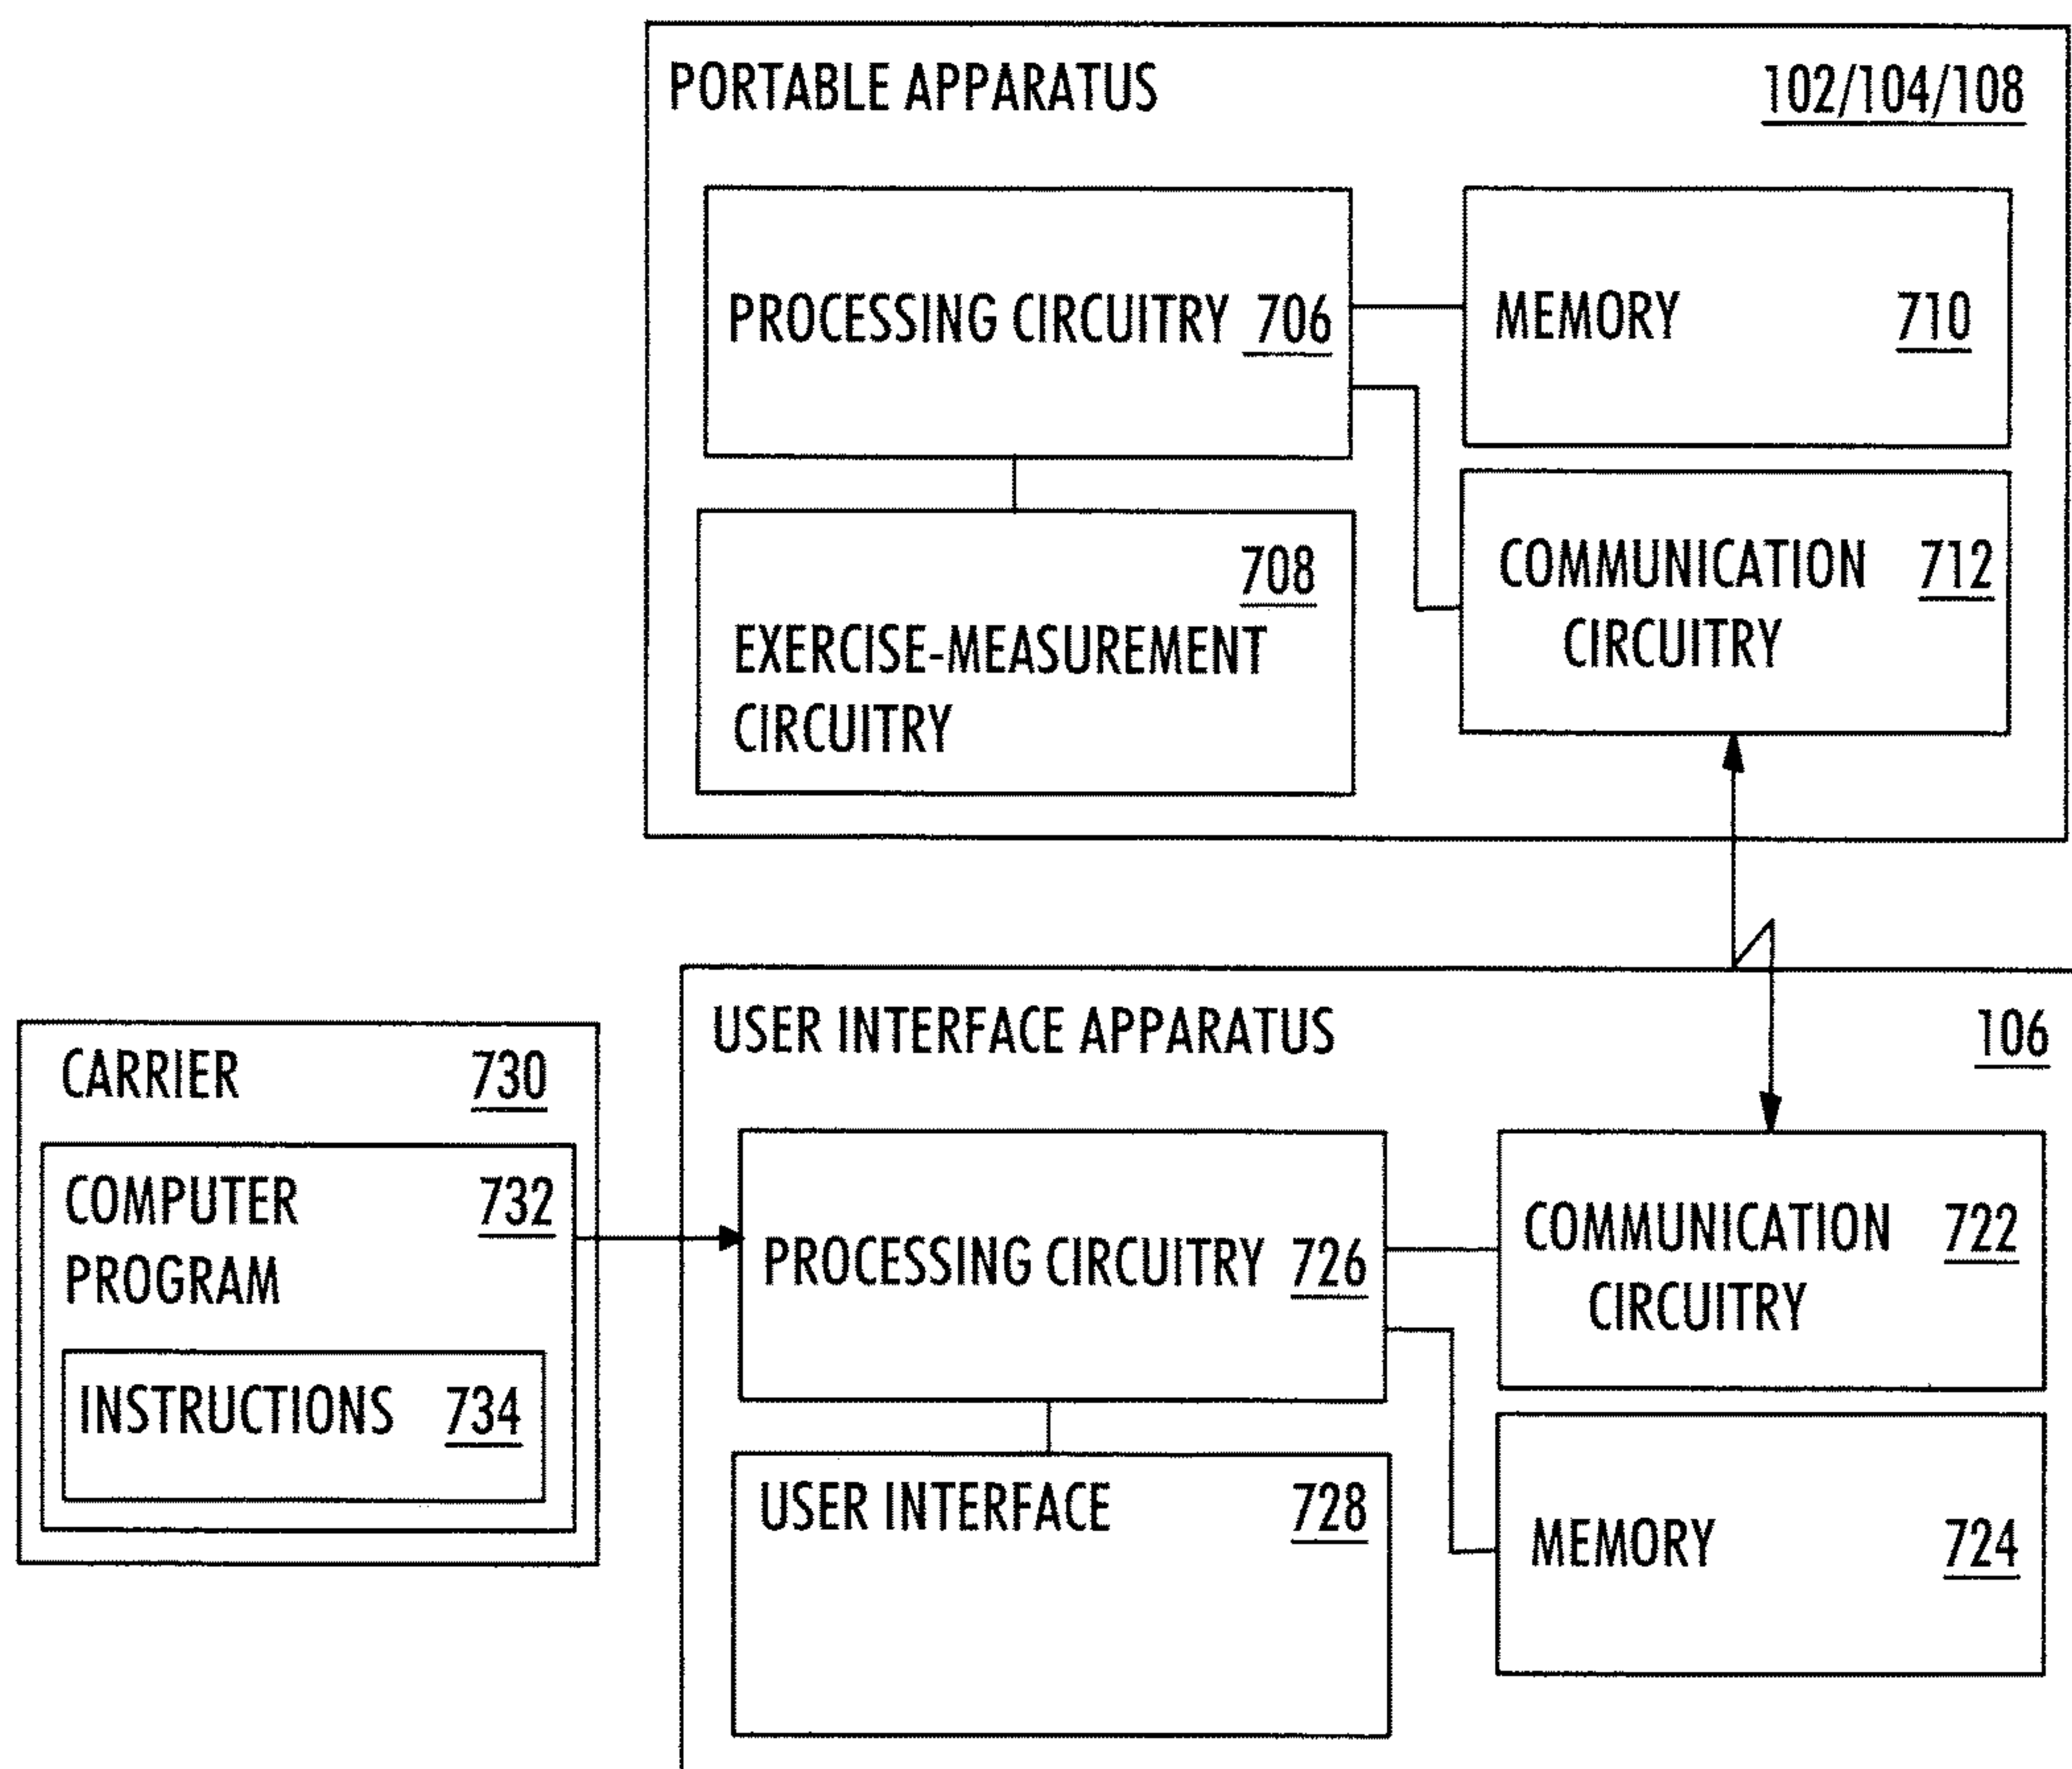 PORTABLE APPARATUS 102/104/108
PROCESSING CIRCUITRY 706
MEMORY 710
708
EXERCISE-MEASUREMENT
CIRCUITRY
COMMUNICATION 712
CIRCUITRY
USER INTERFACE APPARATUS 106
CARRIER 730
COMPUTER 732
PROGRAM
INSTRUCTIONS 734
PROCESSING CIRCUITRY 726
COMMUNICATION 722
CIRCUITRY
USER INTERFACE 728
MEMORY 724